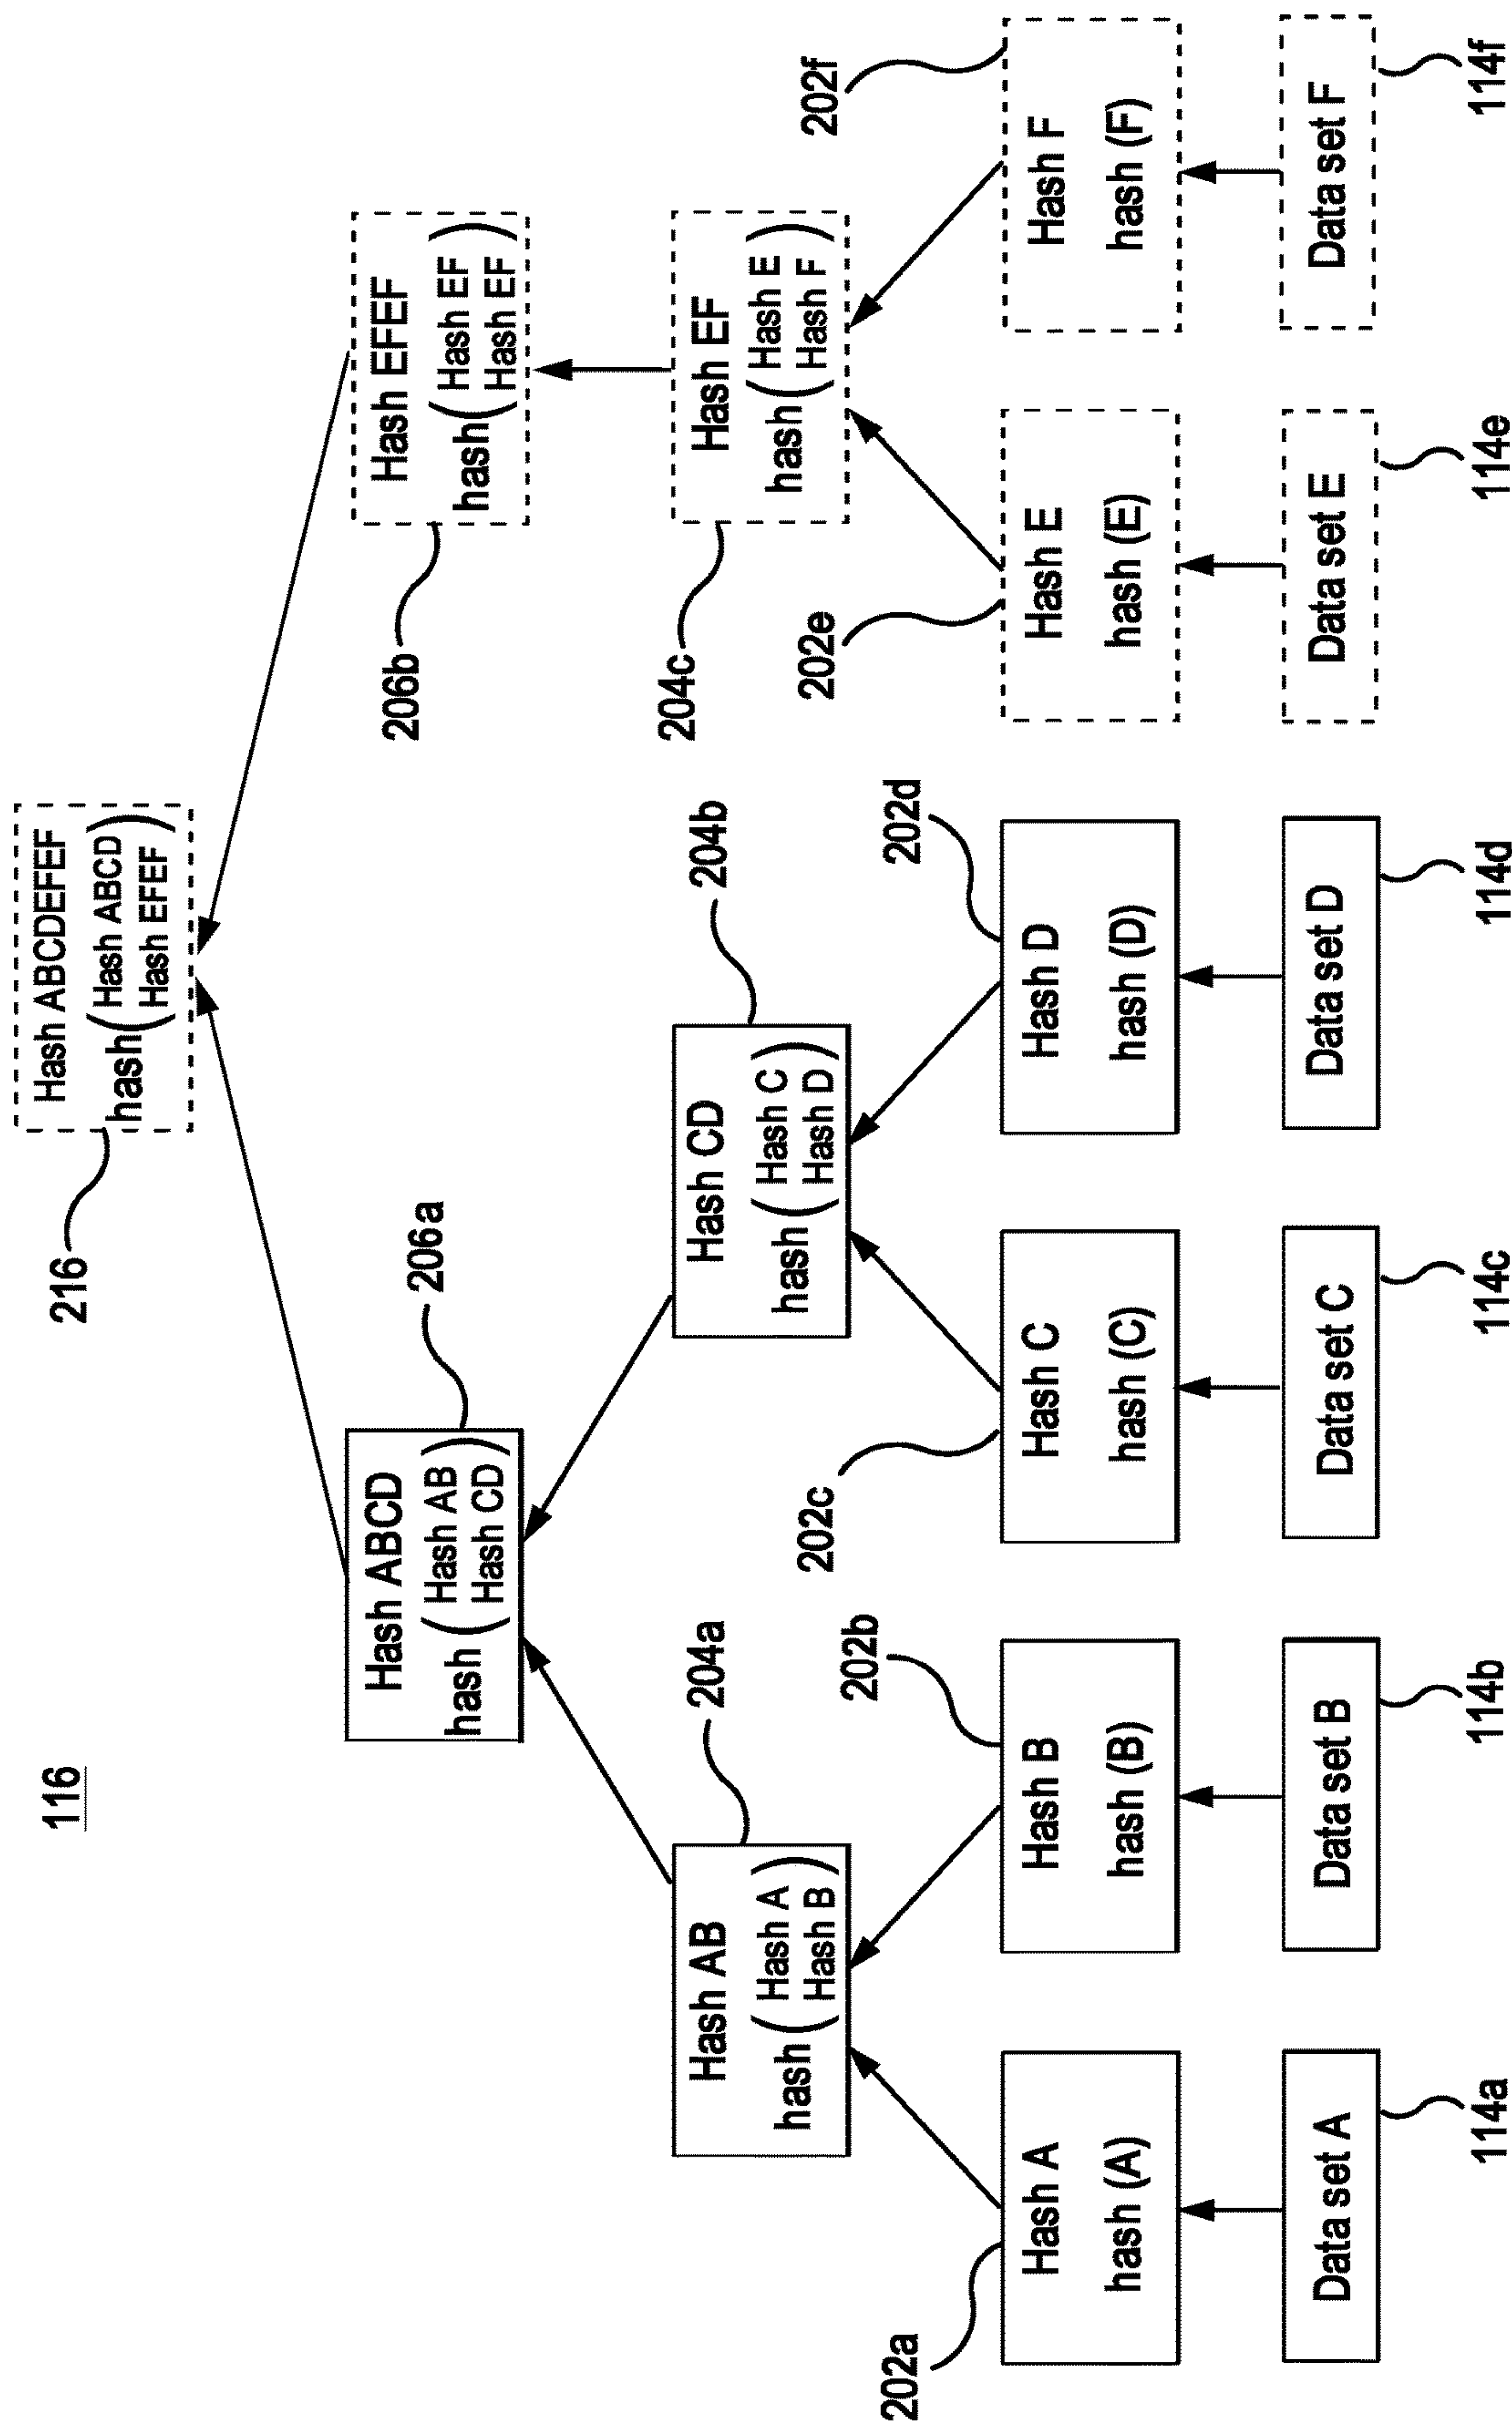 116
216
Hash ABCDEFEF
hash(Hash ABCD
Hash EFEF)
206a
Hash ABCD
hash (Hash AB
Hash CD)
206b
Hash EFEF
hash(Hash EF
Hash EF)
204a
Hash AB
hash (Hash A
Hash B)
204b
Hash CD
hash (Hash C
Hash D)
204c
Hash EF
hash (Hash E
Hash F)
202a
Hash A
hash (A)
202b
Hash B
hash (B)
202c
Hash C
hash (C)
202d
Hash D
hash (D)
202e
Hash E
hash (E)
202f
Hash F
hash (F)
Data set A
Data set B
Data set C
Data set D
Data set E
Data set F
114a
114b
114c
114d
114e
114f